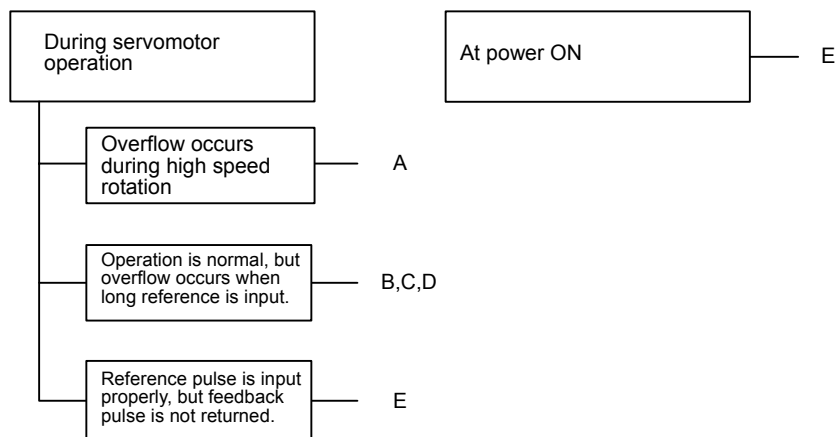 During servomotor
operation
At power ON
E
Overflow occurs
during high speed
rotation
A
Operation is normal, but
overflow occurs when
long reference is input.
B,C,D
Reference pulse is input
properly, but feedback
pulse is not returned.
E